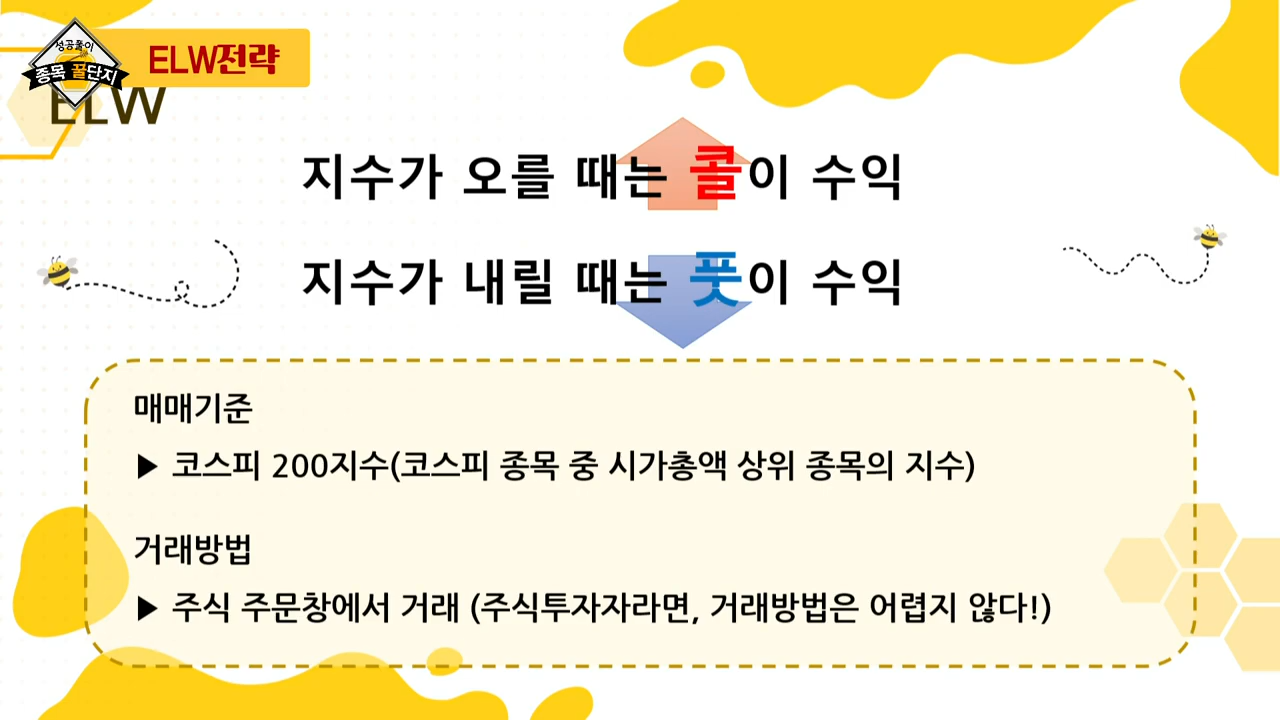 성공물이
종목 꿀단지
ELW전략
ELW
지수가 오를 때는 콜이 수익
지수가 내릴 때는 풋이 수익
매매기준
▶ 코스피 200지수(코스피 종목 중 시가총액 상위 종목의 지수)
거래방법
▶ 주식 주문창에서 거래 (주식투자자라면, 거래방법은 어렵지 않다!)